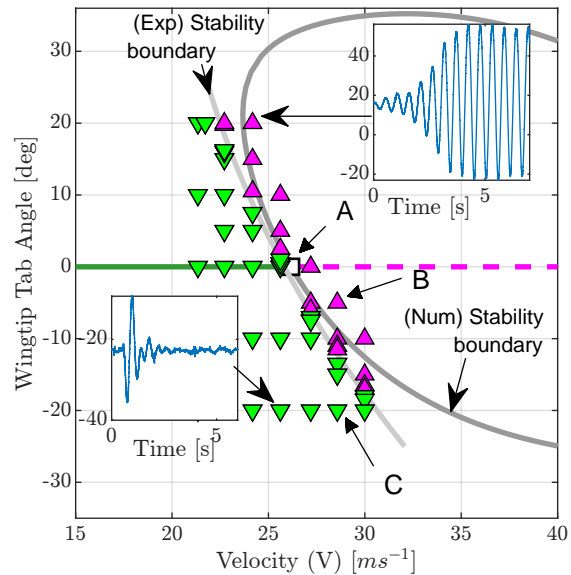 (Exp) Stability
boundary
30
20
10
0
-10
-20
-30
Wingtip Tab Angle [deg]
40
20
0
-20
5
Time [s]
A
B
(Num) Stability
boundary
-20
-40
0
5
Time [s]
C
15
20
25
30
35
40
Velocity (V) [ms⁻¹]